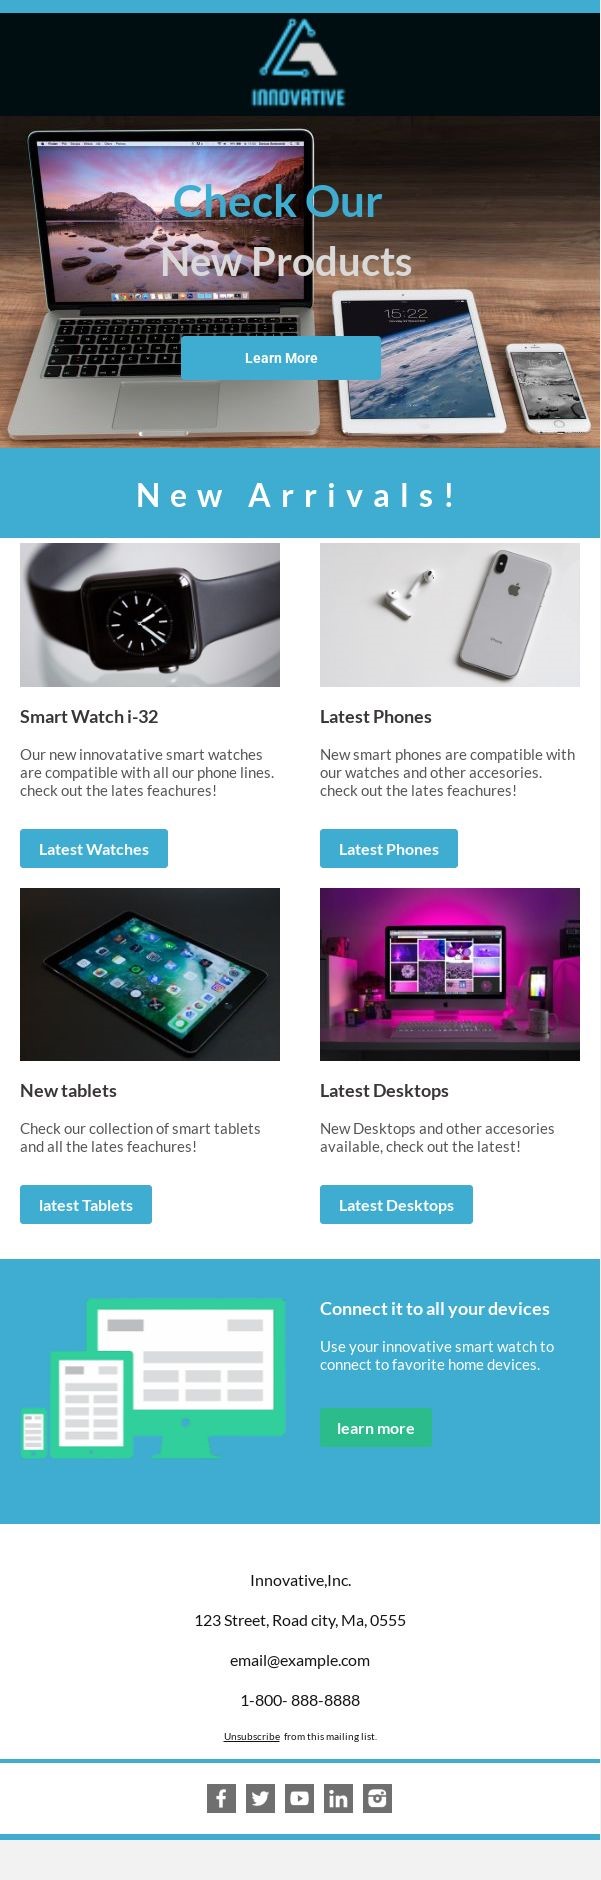 INNOVATIVE
Check Our
New Products
15:22
Learn More
New Arrivals!
Smart Watch i-32
Our new innovatative smart watches
are compatible with all our phone lines.
check out the lates feachures!
Latest Watches
iPhone
Latest Phones
New smart phones are compatible with
our watches and other accesories.
check out the lates feachures!
Latest Phones
New tablets
Check our collection of smart tablets
and all the lates feachures!
latest Tablets
Latest Desktops
New Desktops and other accesories
available, check out the latest!
Latest Desktops
Connect it to all your devices
Use your innovative smart watch to
connect to favorite home devices.
learn more
Innovative,Inc.
123 Street, Road city, Ma, 0555
email@example.com
1-800- 888-8888
Unsubscribe from this mailing list.